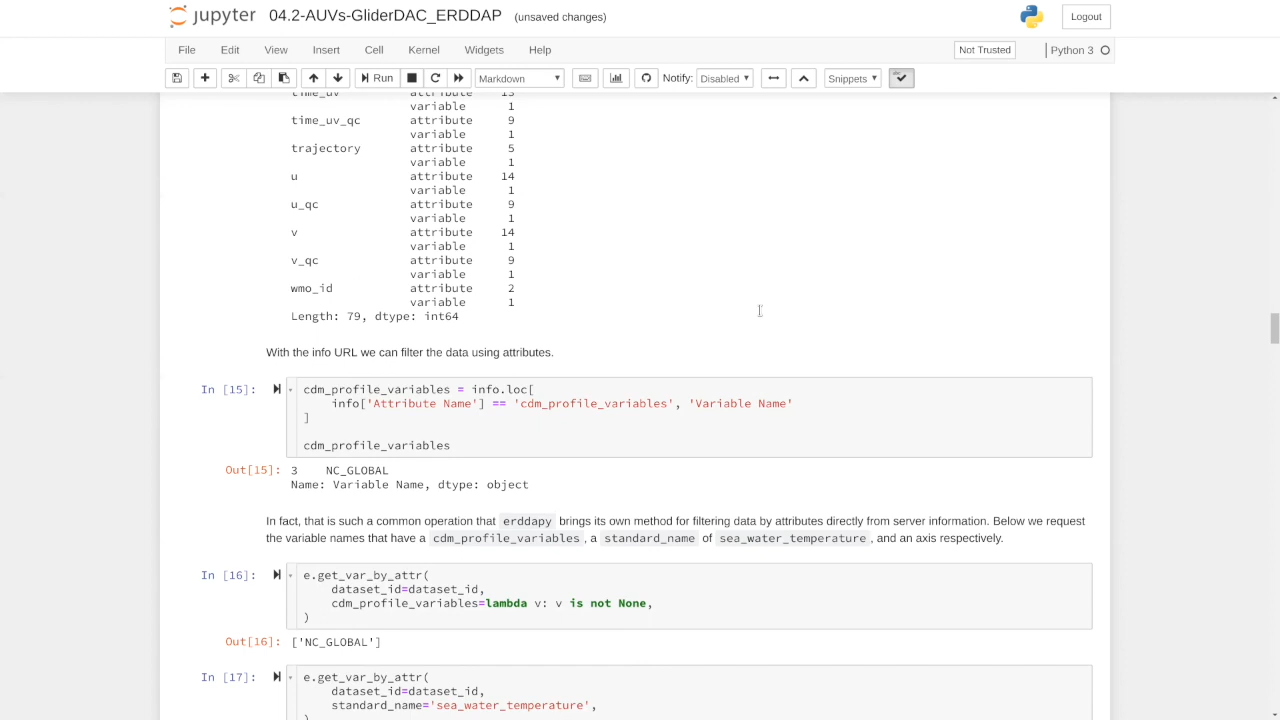 jupyter 04.2-AUVs-GliderDAC_ERDDAP (unsaved changes) Logout
File Edit View Insert Cell Kernel Widgets Help Not Trusted Python 3
Run Markdown Notify: Disabled Snippets
time_uv attribute 13
variable 1
time_uv_qc attribute 9
variable 1
trajectory attribute 5
variable 1
u attribute 14
variable 1
u_qc attribute 9
variable 1
v attribute 14
variable 1
v_qc attribute 9
variable 1
wmo_id attribute 2
variable 1
Length: 79, dtype: int64
With the info URL we can filter the data using attributes.
In [15]: cdm_profile_variables = info.loc[
info['Attribute Name'] == 'cdm_profile_variables', 'Variable Name'
]
cdm_profile_variables
Out[15]: 3 NC_GLOBAL
Name: Variable Name, dtype: object
In fact, that is such a common operation that erddapy brings its own method for filtering data by attributes directly from server information. Below we request
the variable names that have a cdm_profile_variables, a standard_name of sea_water_temperature, and an axis respectively.
In [16]: e.get_var_by_attr(
dataset_id=dataset_id,
cdm_profile_variables=lambda v: v is not None,
)
Out[16]: ['NC_GLOBAL']
In [17]: e.get_var_by_attr(
dataset_id=dataset_id,
standard_name='sea_water_temperature',
)